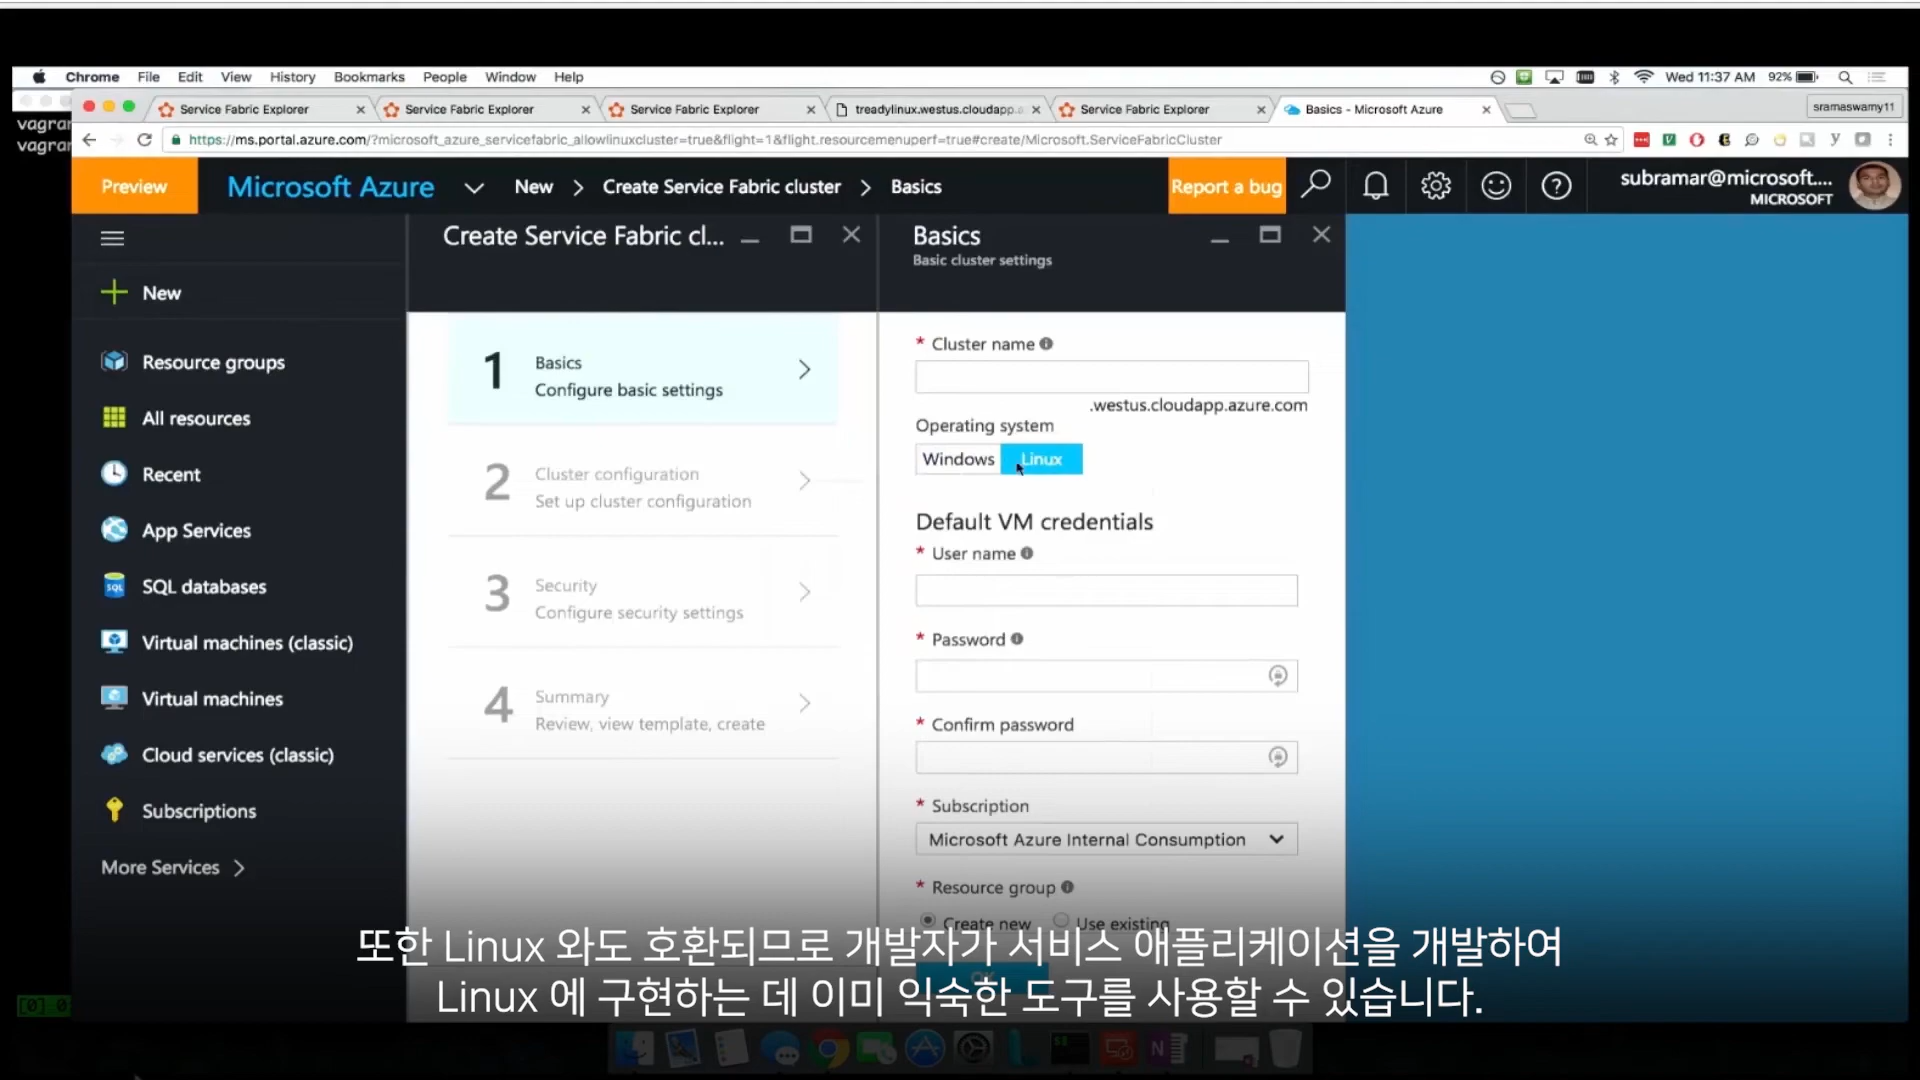 Chrome File Edit View History Bookmarks People Window Help
Wed 11:37 AM 92%
Service Fabric Explorer
Service Fabric Explorer
Service Fabric Explorer
treadylinux.westus.cloudapp.a
Service Fabric Explorer
Basics - Microsoft Azure
sramaswamy11
https://ms.portal.azure.com/?microsoft_azure_servicefabric_allowlinuxcluster=true&flight=1&flight.resourcemenuperf=true#create/Microsoft.ServiceFabricCluster
vagrar
vagrar
Preview
Microsoft Azure
New > Create Service Fabric cluster > Basics
Report a bug
subramar@microsoft....
MICROSOFT
New
Resource groups
All resources
Recent
App Services
SQL databases
Virtual machines (classic)
Virtual machines
Cloud services (classic)
Subscriptions
More Services >
Create Service Fabric cl...
1 Basics
Configure basic settings
2 Cluster configuration
Set up cluster configuration
3 Security
Configure security settings
4 Summary
Review, view template, create
Basics
Basic cluster settings
* Cluster name
.westus.cloudapp.azure.com
Operating system
Windows Linux
Default VM credentials
* User name
* Password
* Confirm password
* Subscription
Microsoft Azure Internal Consumption
* Resource group
Create new Use existing
또한 Linux 와도 호환되므로 개발자가 서비스 애플리케이션을 개발하여
Linux 에 구현하는 데 이미 익숙한 도구를 사용할 수 있습니다.